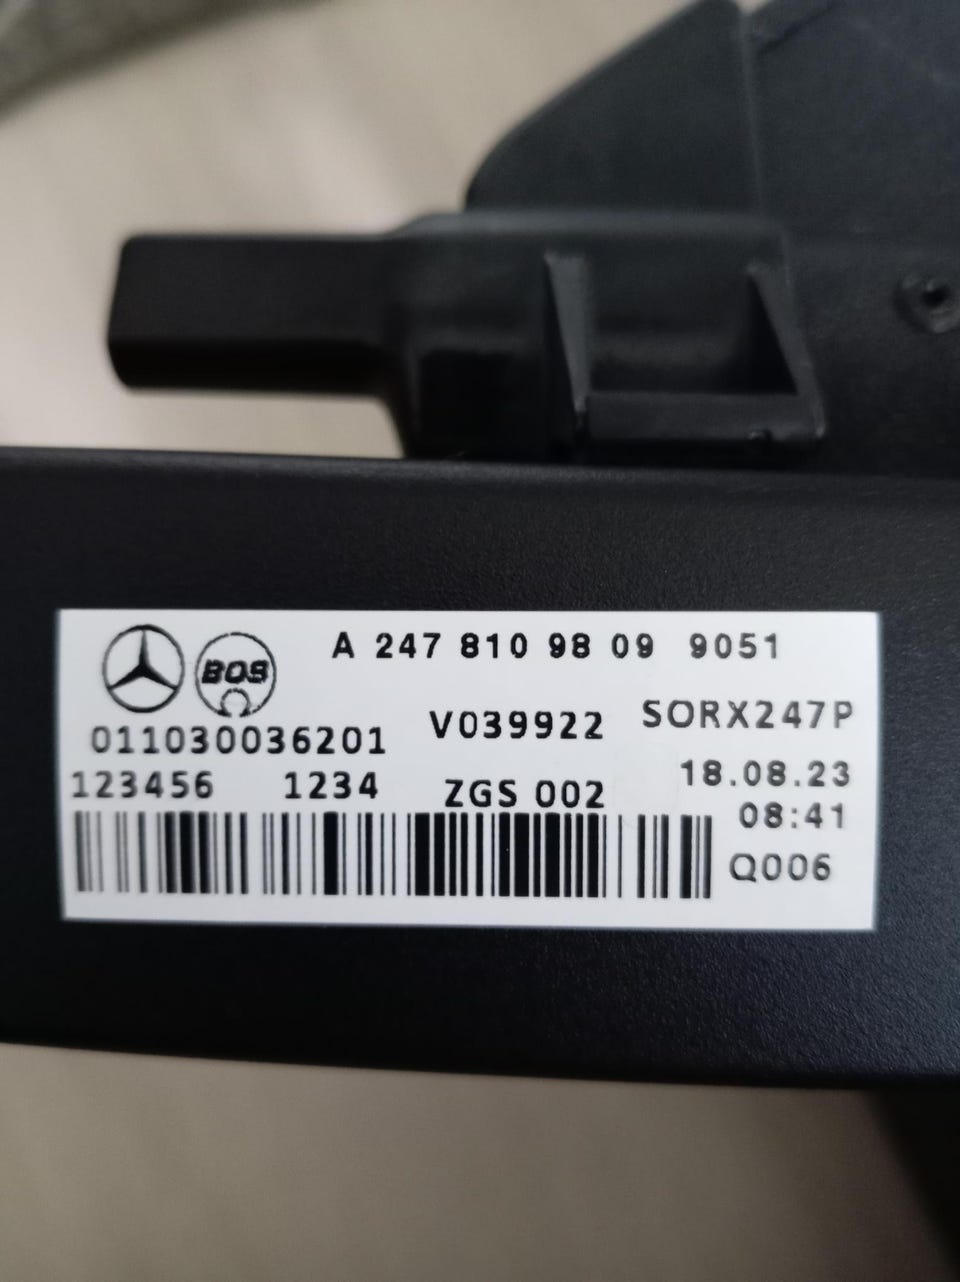 A 247 810 98 09 9051
BOS
SORX247P
V039922
011030036201
18.08.23
123456 1234 ZGS 002
08:41
Q006